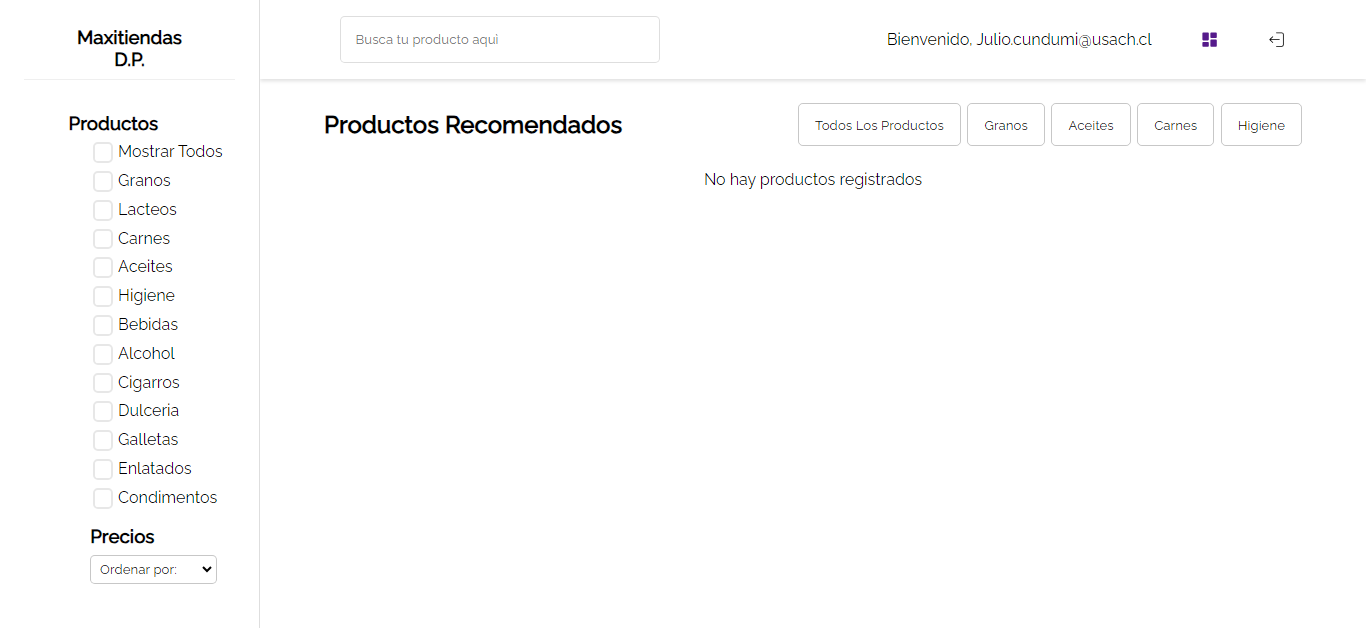 Maxitiendas
D.P.
Busca tu producto aqui
Bienvenido, Julio.cundumi@usach.cl
Productos
Mostrar Todos
Granos
Lacteos
Carnes
Aceites
Higiene
Bebidas
Alcohol
Cigarros
Dulceria
Galletas
Enlatados
Condimentos
Precios
Ordenar por:
Productos Recomendados
Todos Los Productos
Granos
Aceites
Carnes
Higiene
No hay productos registrados